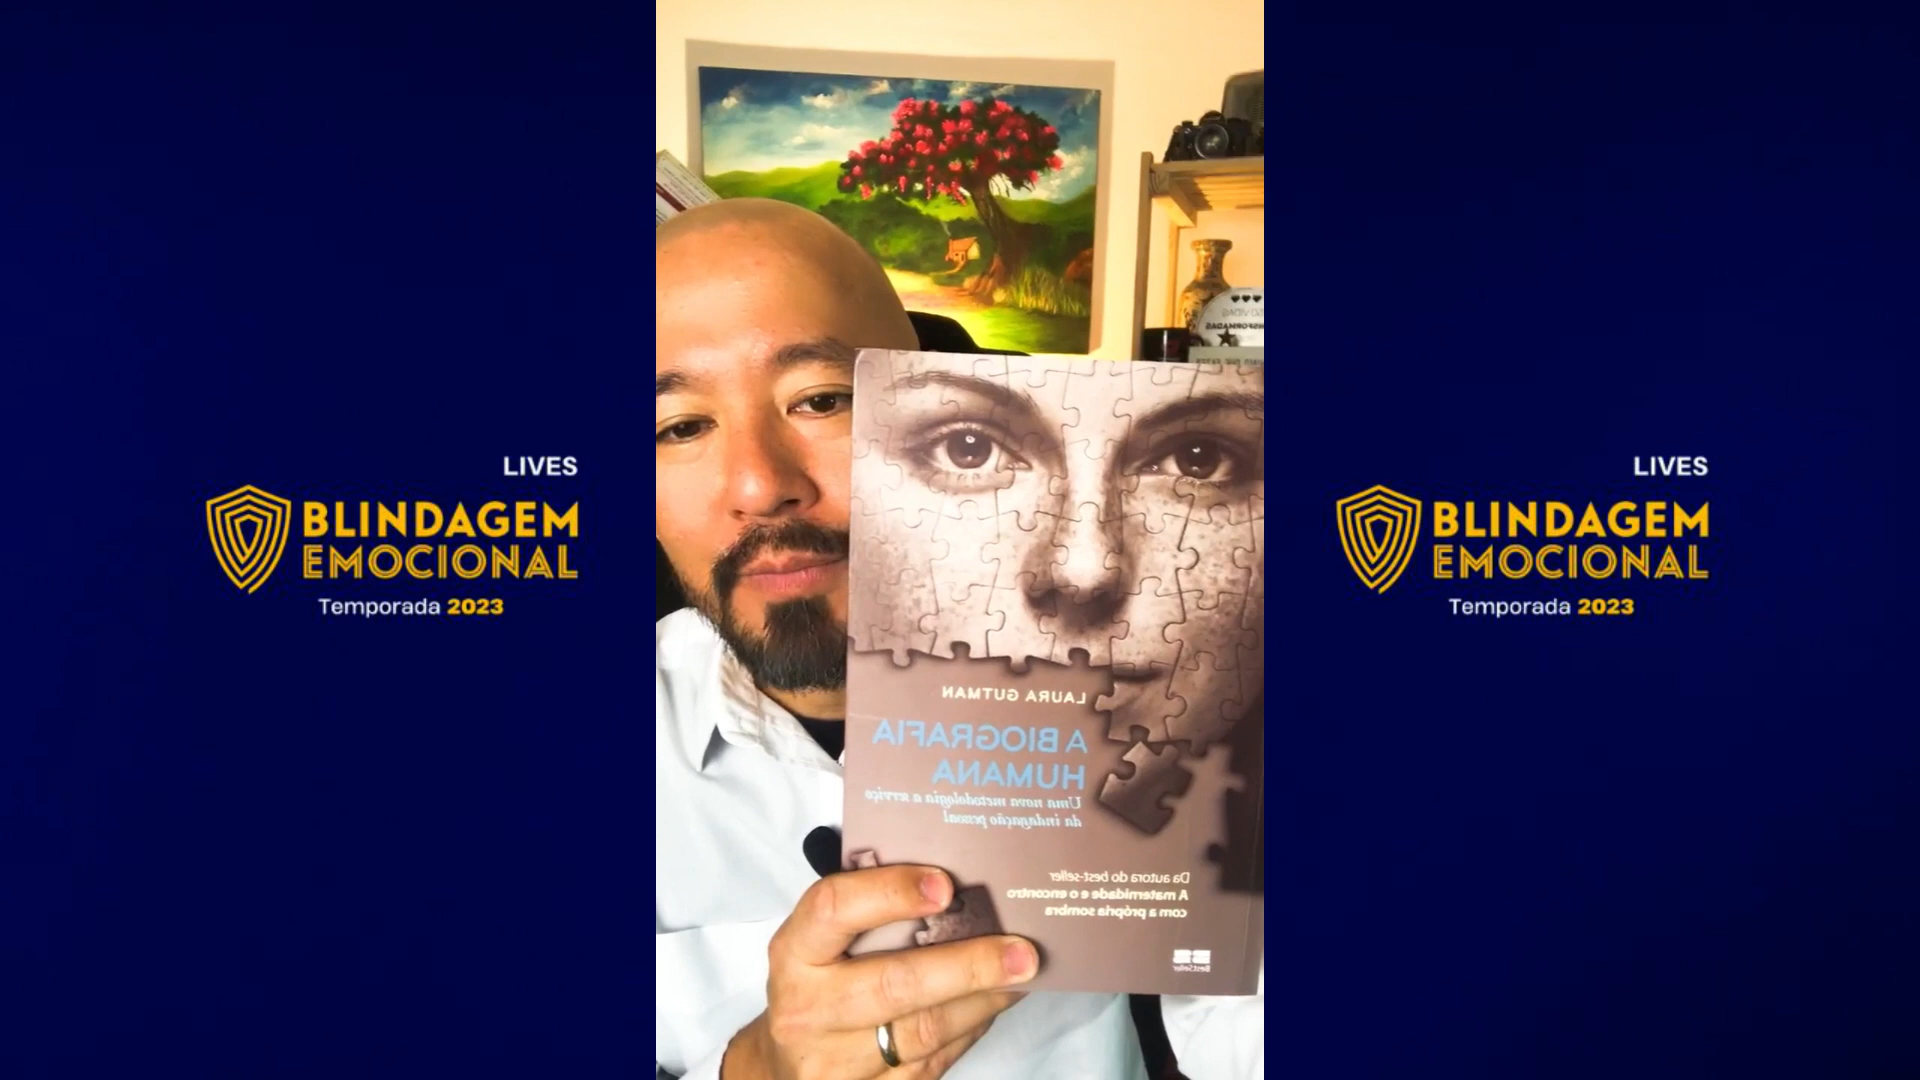 LIVES
BLINDAGEM
EMOCIONAL
Temporada 2023
LAURA GUTMAN
A BIOGRAFIA
HUMANA
Uma nova metodologia a serviço
da indagação pessoal
Da autora do best-seller
A maternidade e o encontro
com a própria sombra
BestSeller
LIVES
BLINDAGEM
EMOCIONAL
Temporada 2023